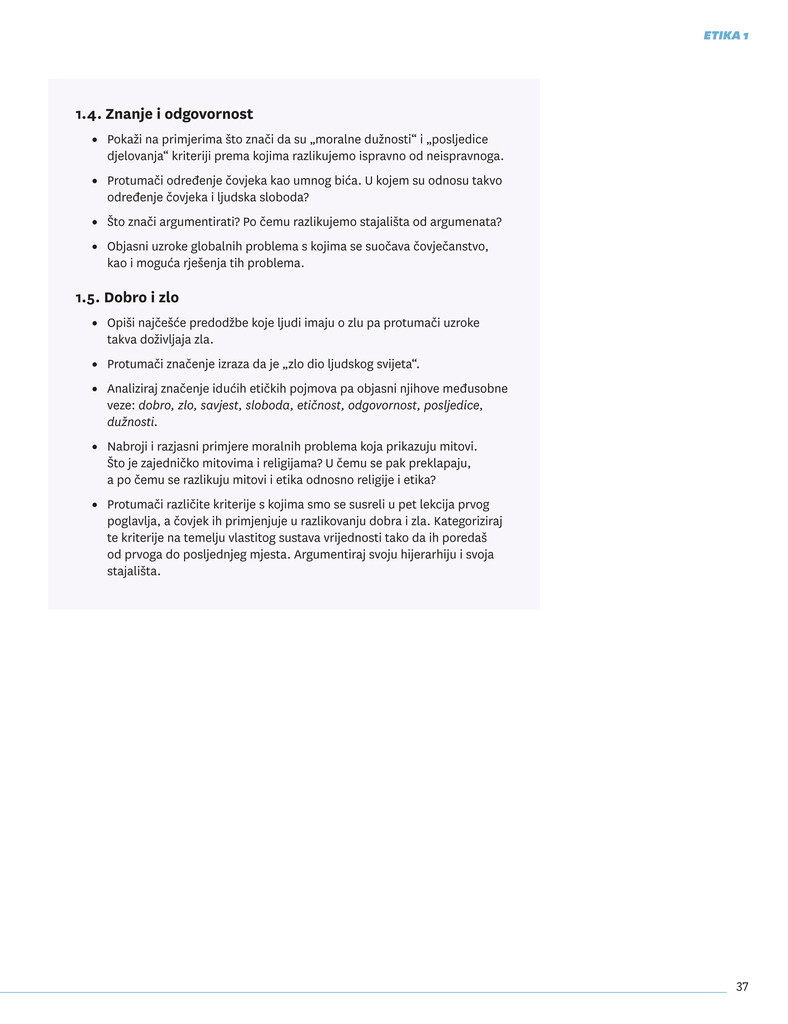 ETIKA 1
1.4. Znanje i odgovornost
• Pokaži na primjerima što znači da su „moralne dužnosti“ i „posljedice
djelovanja“ kriteriji prema kojima razlikujemo ispravno od neispravnoga.
• Protumači određenje čovjeka kao umnog bića. U kojem su odnosu takvo
određenje čovjeka i ljudska sloboda?
• Što znači argumentirati? Po čemu razlikujemo stajališta od argumenata?
• Objasni uzroke globalnih problema s kojima se suočava čovječanstvo,
kao i moguća rješenja tih problema.
1.5. Dobro i zlo
• Opiši najčešće predodžbe koje ljudi imaju o zlu pa protumači uzroke
takva doživljaja zla.
• Protumači značenje izraza da je „zlo dio ljudskog svijeta“.
• Analiziraj značenje idućih etičkih pojmova pa objasni njihove međusobne
veze: dobro, zlo, savjest, sloboda, etičnost, odgovornost, posljedice,
dužnosti.
• Nabroji i razjasni primjere moralnih problema koja prikazuju mitovi.
Što je zajedničko mitovima i religijama? U čemu se pak preklapaju,
a po čemu se razlikuju mitovi i etika odnosno religije i etika?
• Protumači različite kriterije s kojima smo se susreli u pet lekcija prvog
poglavlja, a čovjek ih primjenjuje u razlikovanju dobra i zla. Kategoriziraj
te kriterije na temelju vlastitog sustava vrijednosti tako da ih poredaš
od prvoga do posljednjeg mjesta. Argumentiraj svoju hijerarhiju i svoja
stajališta.
37